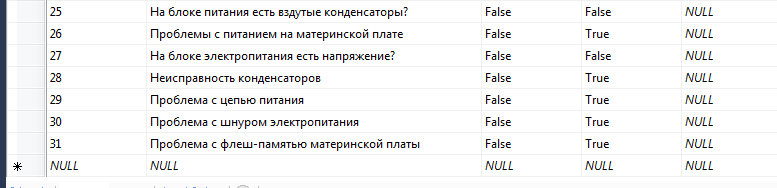 25 На блоке питания есть вздутые конденсаторы? False False NULL
26 Проблемы с питанием на материнской плате False True NULL
27 На блоке электропитания есть напряжение? False False NULL
28 Неисправность конденсаторов False True NULL
29 Проблема с цепью питания False True NULL
30 Проблема с шнуром электропитания False True NULL
31 Проблема с флеш-памятью материнской платы False True NULL
NULL NULL NULL NULL NULL